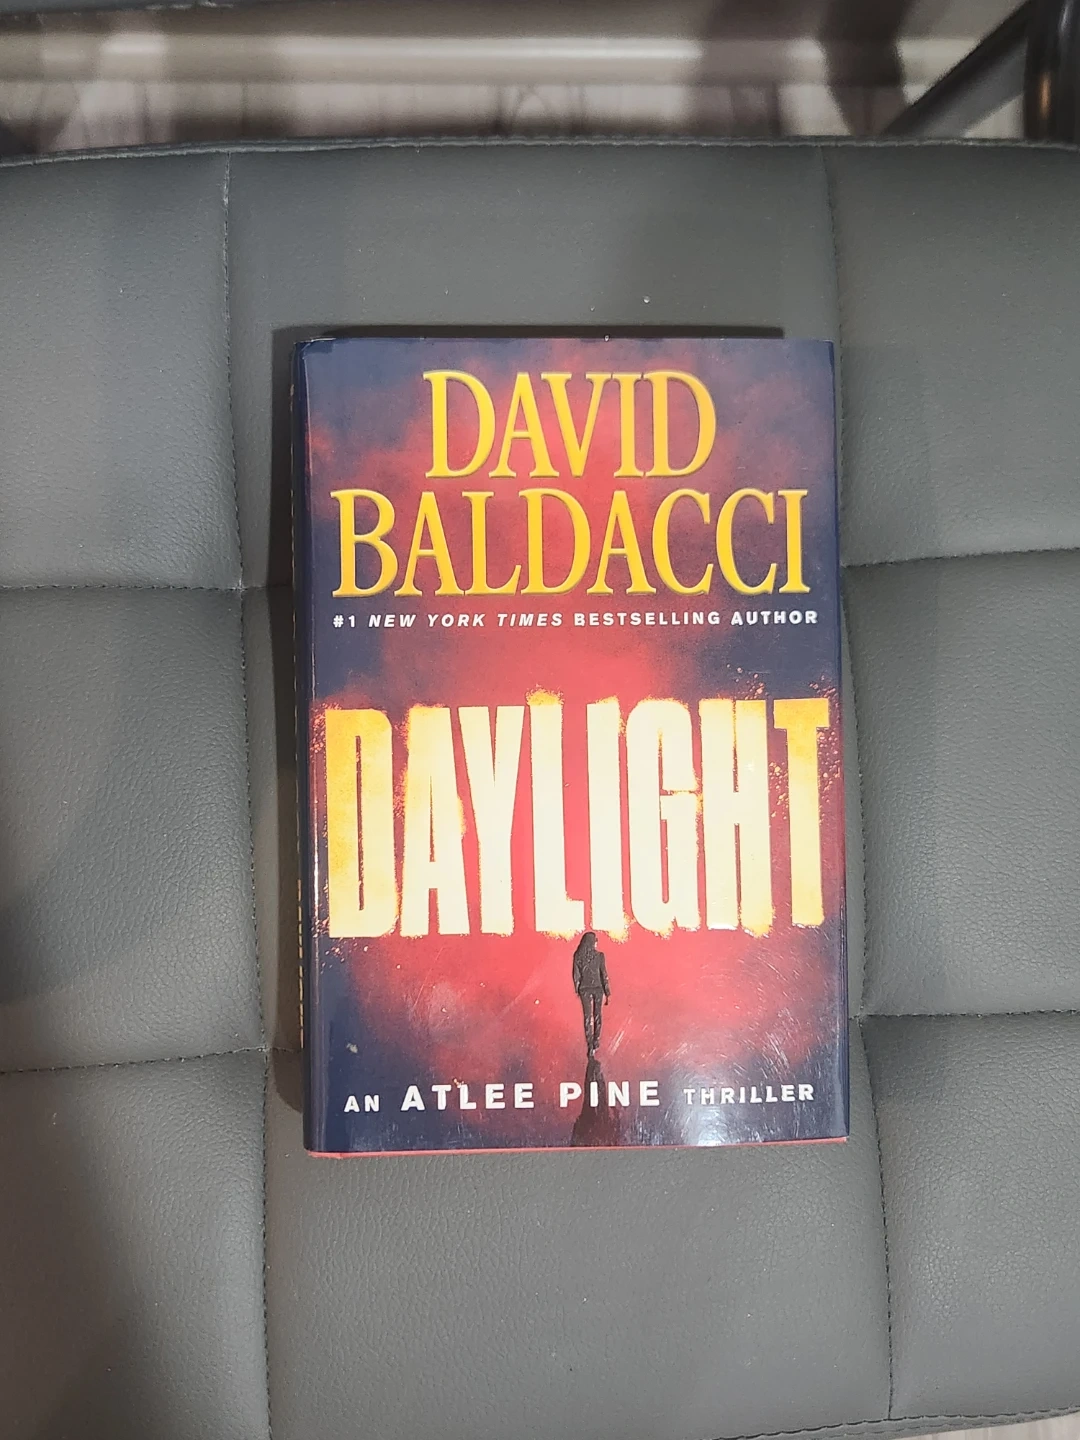 DAVID
BALDACCI
#1 NEW YORK TIMES BESTSELLING AUTHOR
DAYLIGHT
AN ATLEE PINE THRILLER